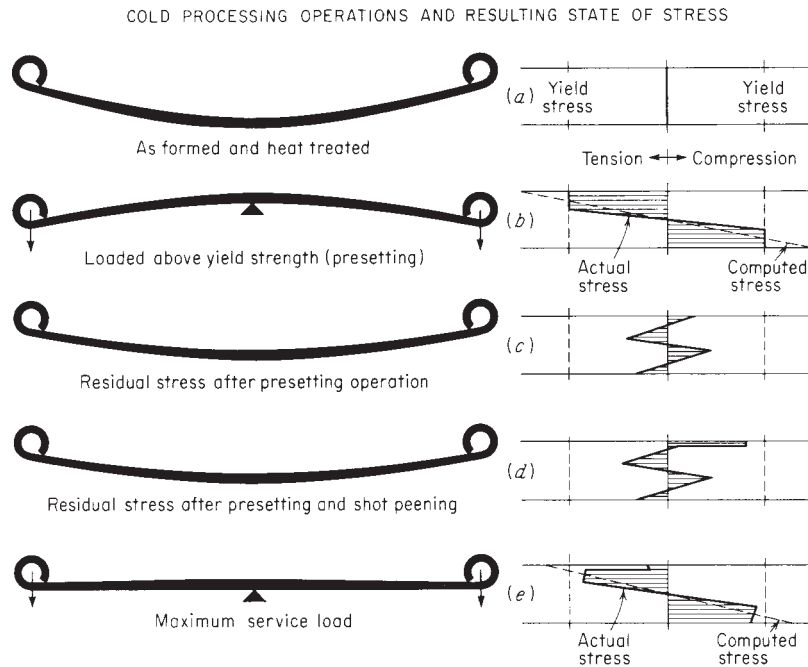 COLD PROCESSING OPERATIONS AND RESULTING STATE OF STRESS
(a)
Yield
stress
Yield
stress
As formed and heat treated
Tension ↔ Compression
(b)
Loaded above yield strength (presetting)
Actual
stress
Computed
stress
(c)
Residual stress after presetting operation
(d)
Residual stress after presetting and shot peening
(e)
Maximum service load
Actual
stress
Computed
stress